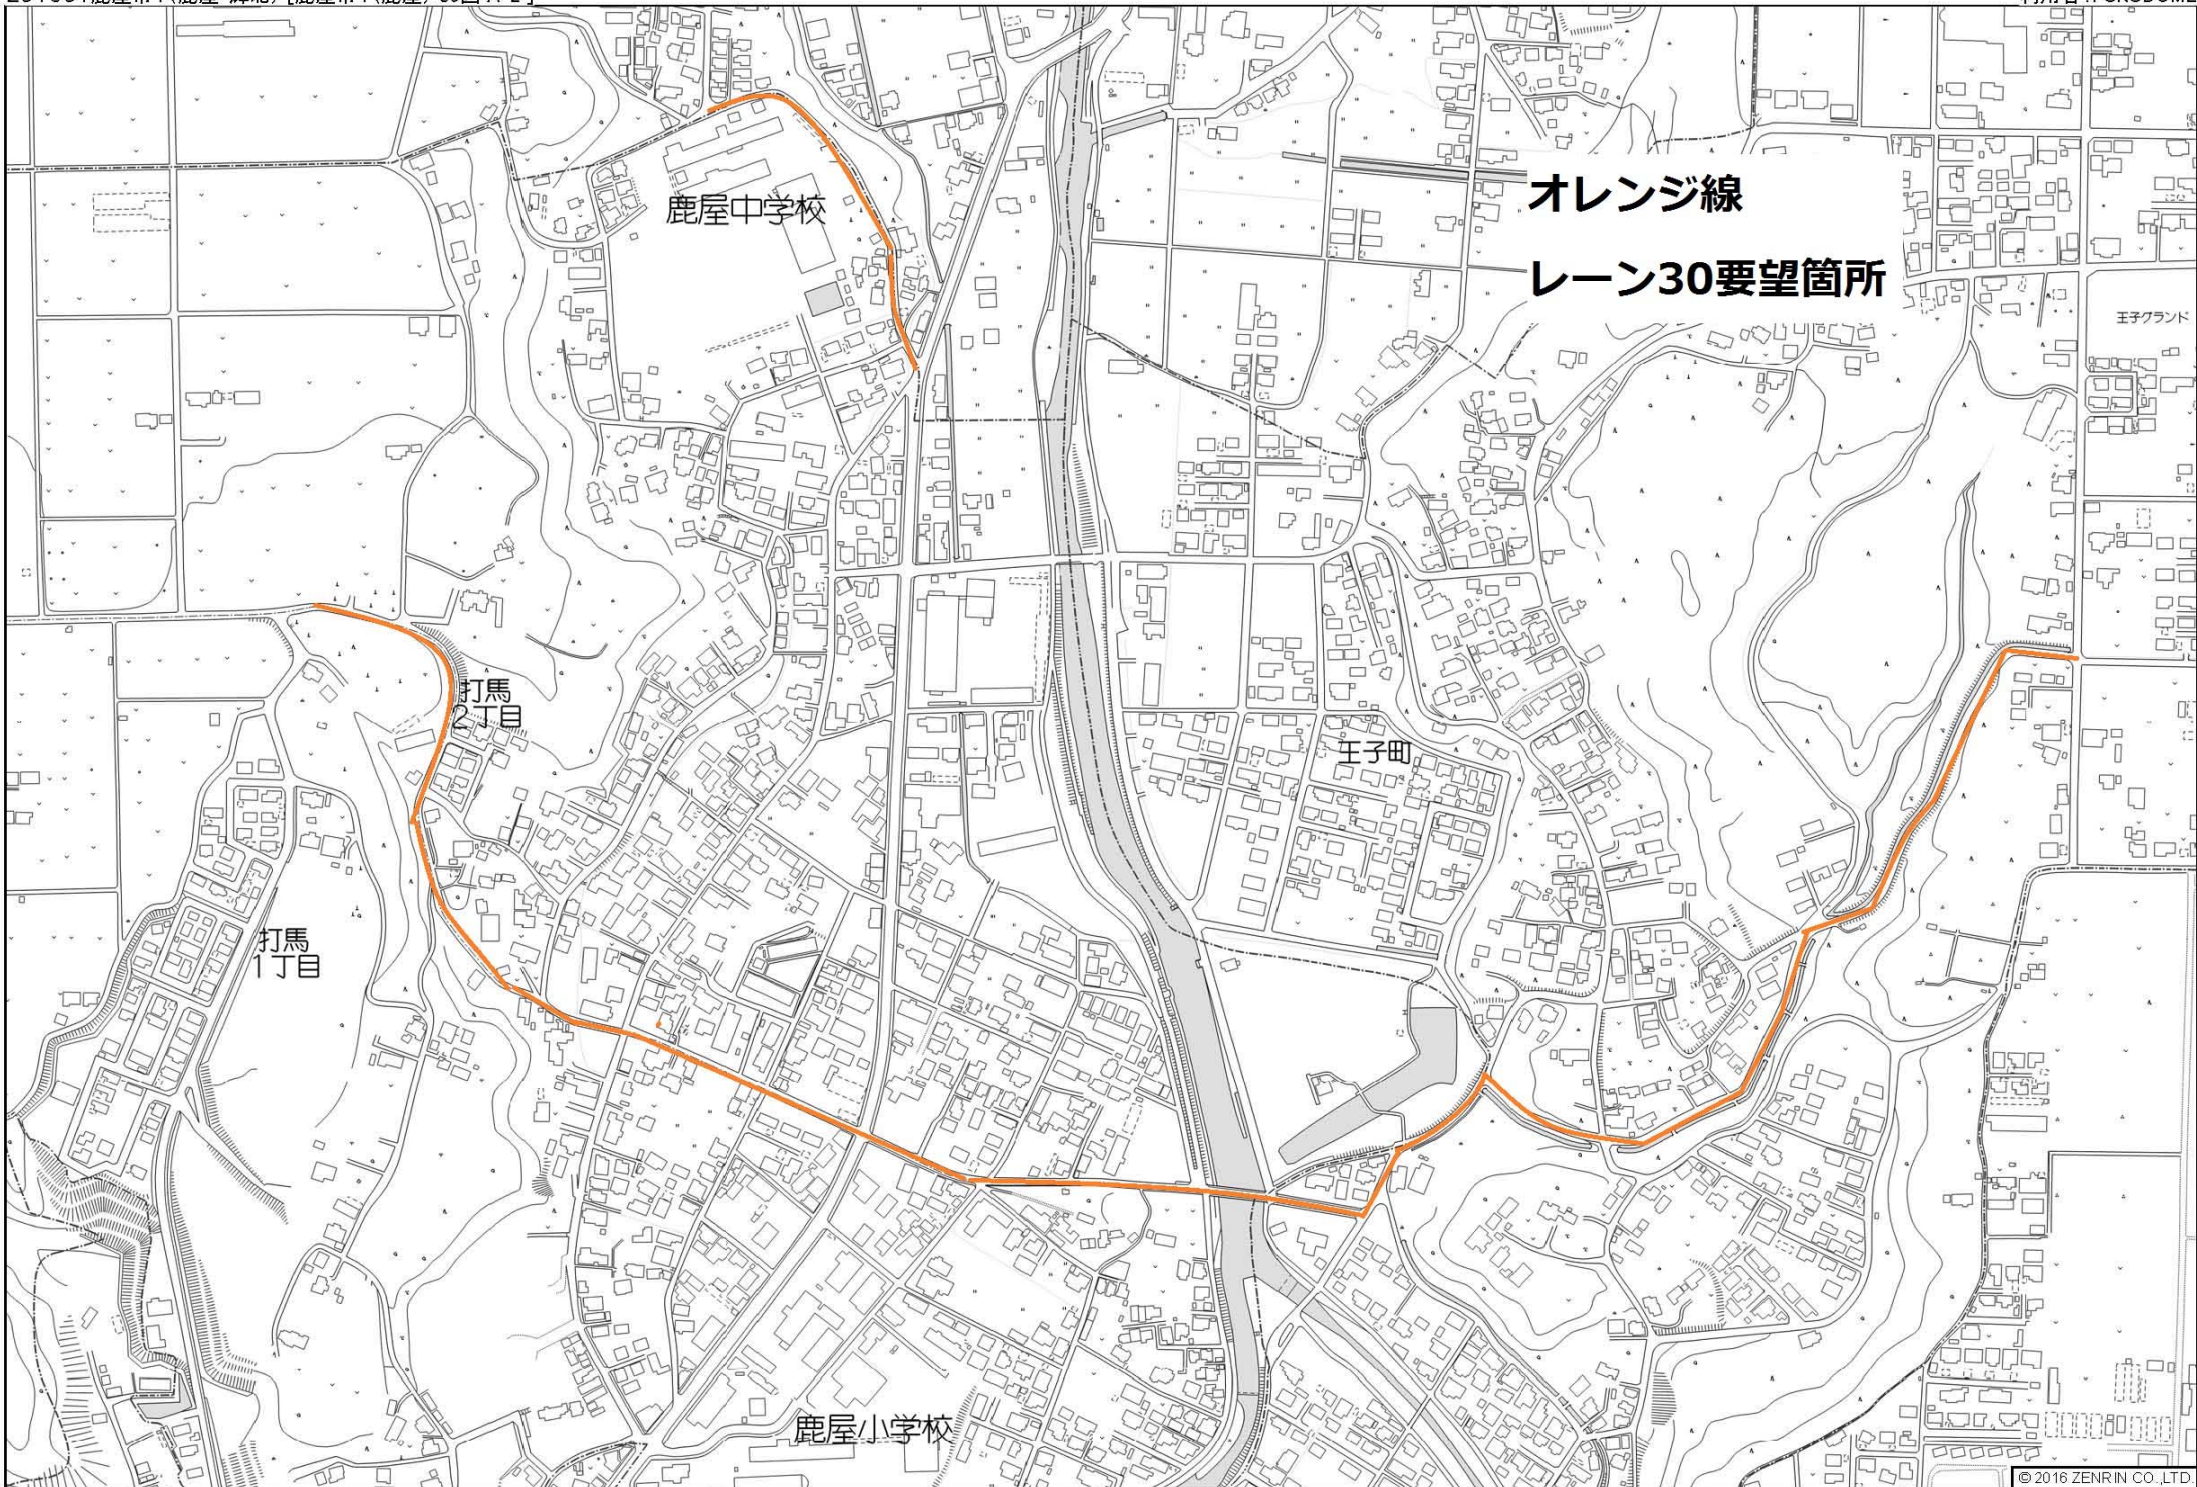 鹿屋中学校
オレンジ線
レーン30要望箇所
王子グランド
打馬
2丁目
王子町
打馬
1丁目
鹿屋小学校
© 2016 ZENRIN CO.,LTD.